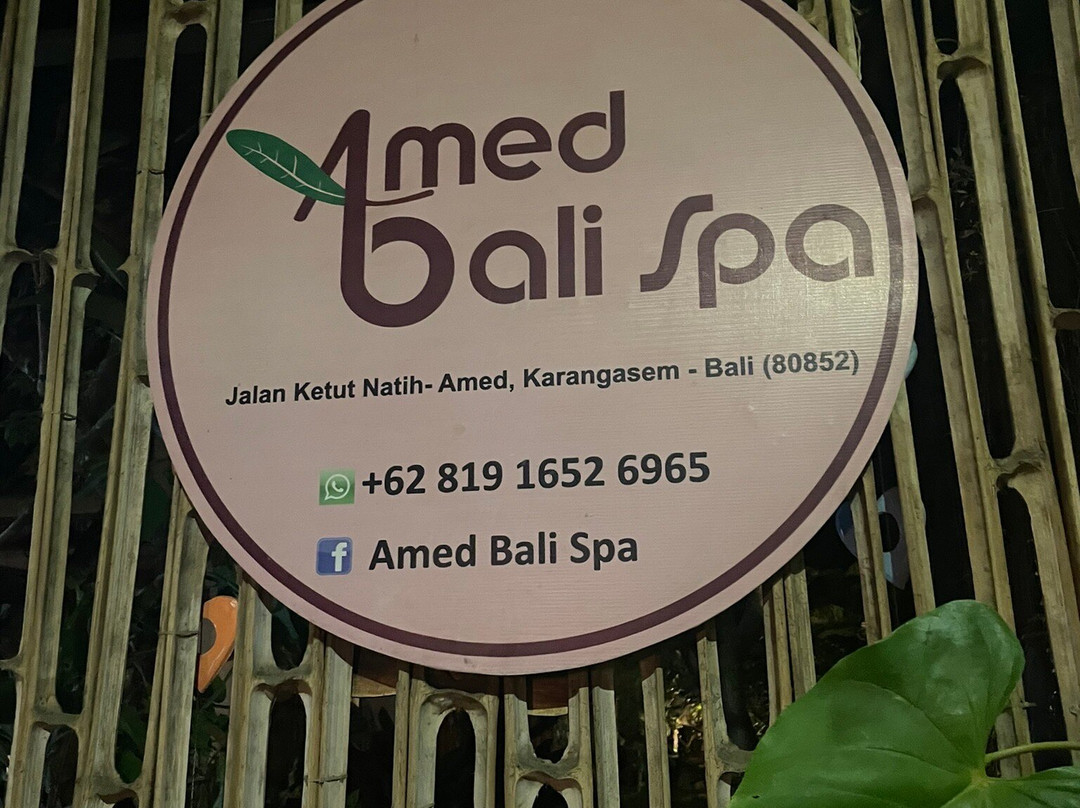 Amed
bali Spa
Jalan Ketut Natih- Amed, Karangasem - Bali (80852)
+62 819 1652 6965
f Amed Bali Spa